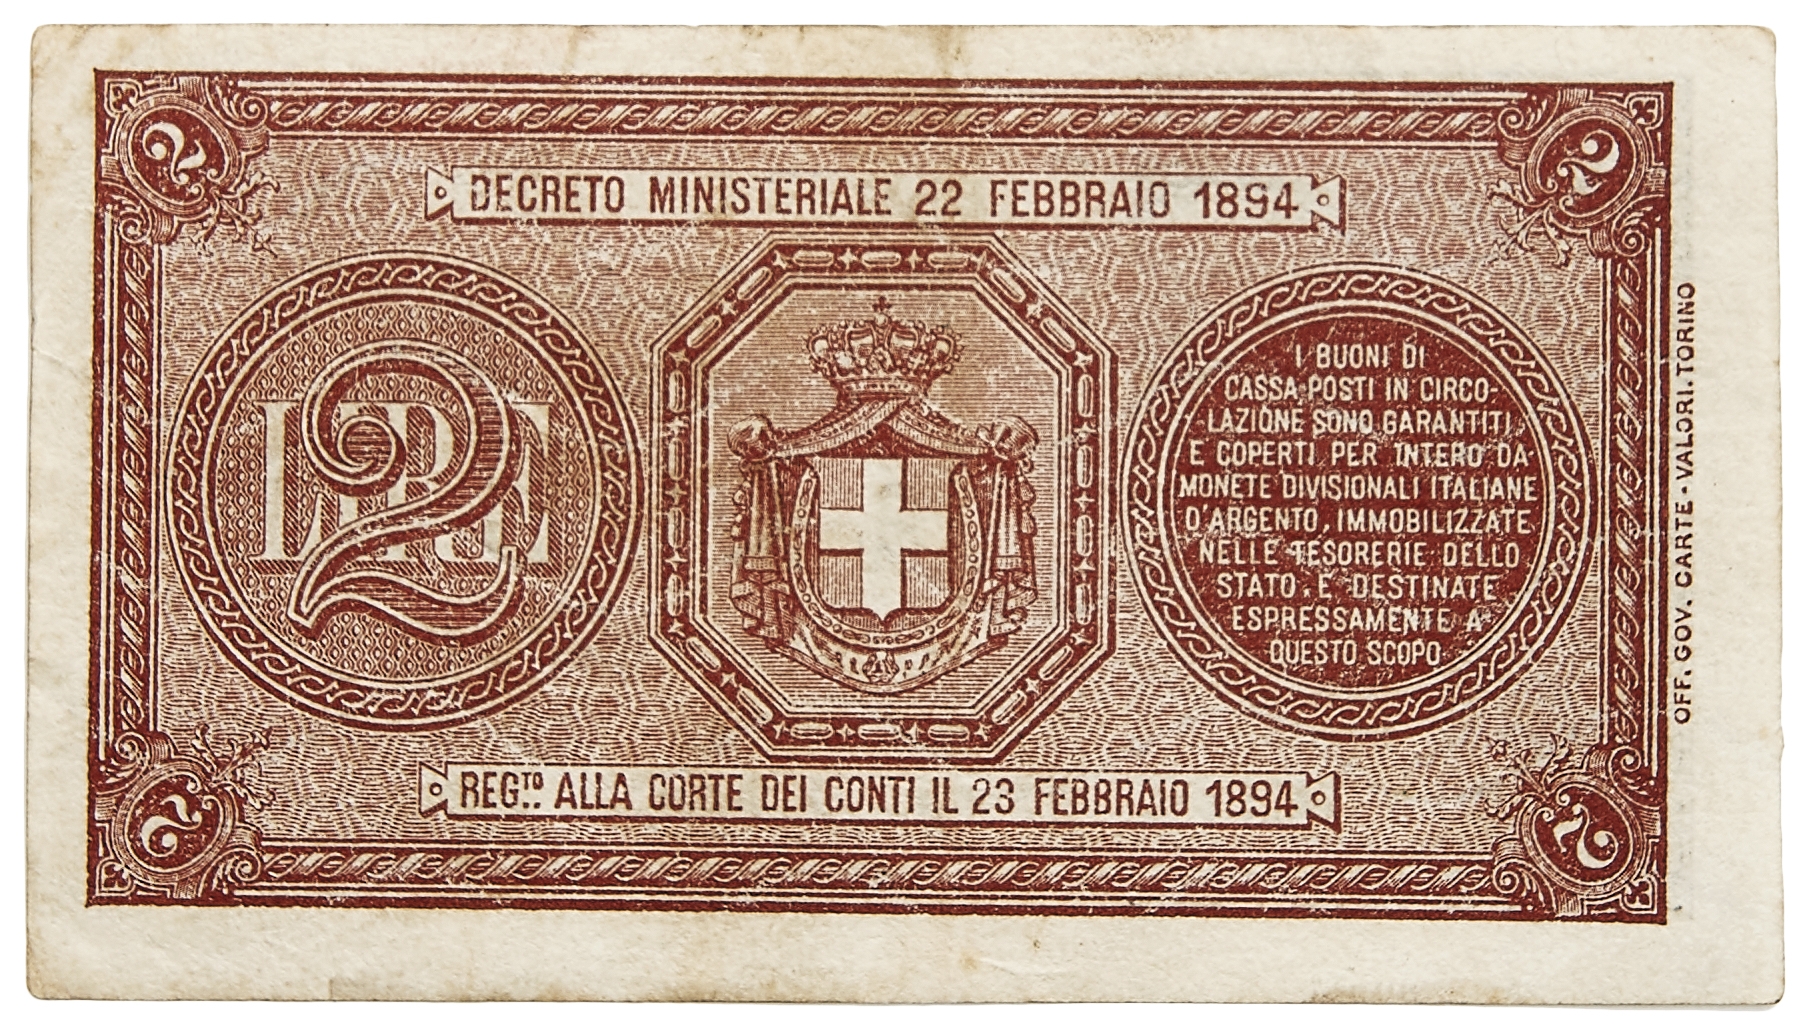 2
2
DECRETO MINISTERIALE 22 FEBBRAIO 1894
LIRE
2
I BUONI DI
CASSA POSTI IN CIRCO-
LAZIONE SONO GARANTITI
E COPERTI PER INTERO DA
MONETE DIVISIONALI ITALIANE
D'ARGENTO, IMMOBILIZZATE
NELLE TESORERIE DELLO
STATO, E DESTINATE
ESPRESSAMENTE A
QUESTO SCOPO
OFF. GOV. CARTE-VALORI. TORINO
REG.TO ALLA CORTE DEI CONTI IL 23 FEBBRAIO 1894
2
2